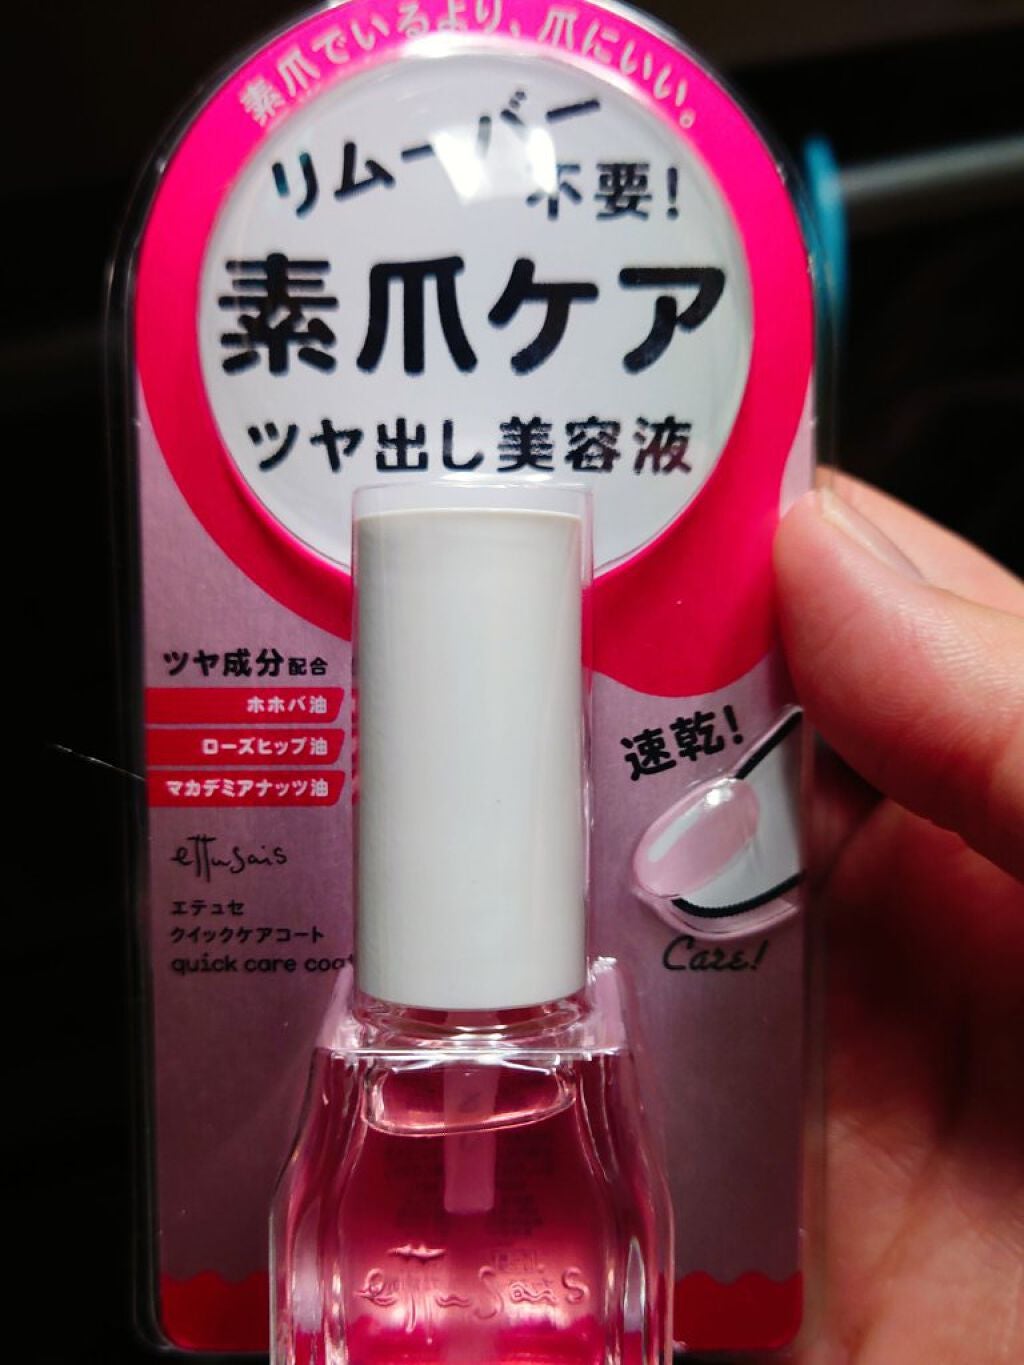 素爪でいるより、爪にいい。
リムーバー
不要!
素爪ケア
ツヤ出し美容液
ツヤ成分配合
ホホバ油
ローズヒップ油
マカデミアナッツ油
ettusais
エテュセ
クイックケアコート
quick care coat
速乾!
Care!
ettusais